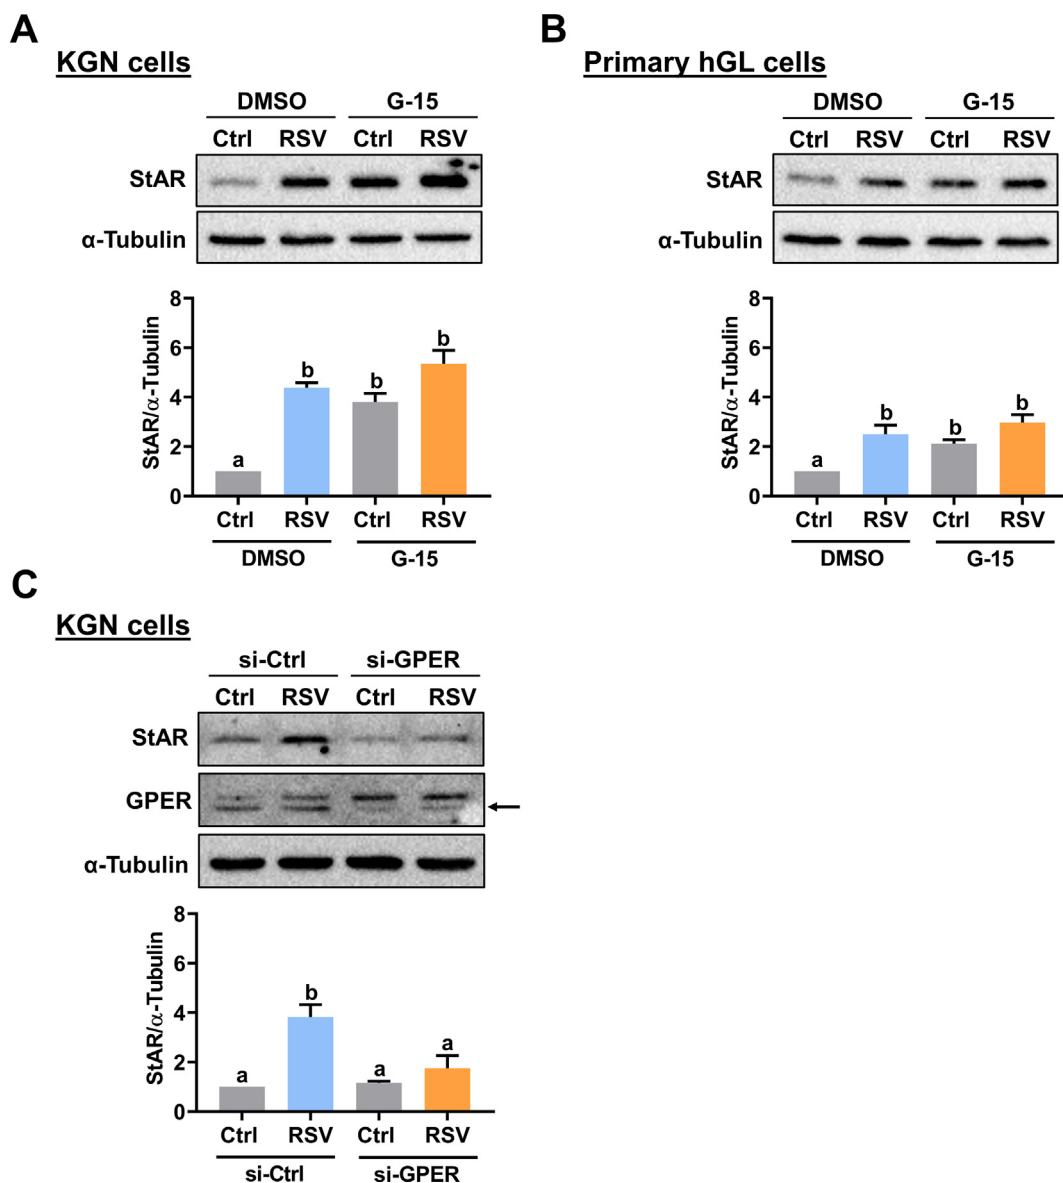 A
KGN cells
DMSO G-15
Ctrl RSV Ctrl RSV
StAR
α-Tubulin
StAR/α-Tubulin
8
6
4
2
0
a b b b
Ctrl RSV Ctrl RSV
DMSO G-15
B
Primary hGL cells
DMSO G-15
Ctrl RSV Ctrl RSV
StAR
α-Tubulin
StAR/α-Tubulin
8
6
4
2
0
a b b b
Ctrl RSV Ctrl RSV
DMSO G-15
C
KGN cells
si-Ctrl si-GPER
Ctrl RSV Ctrl RSV
StAR
GPER
α-Tubulin
StAR/α-Tubulin
8
6
4
2
0
a b a a
Ctrl RSV Ctrl RSV
si-Ctrl si-GPER